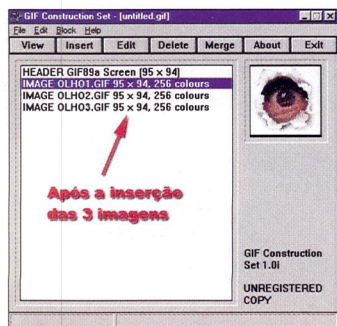 GIF Construction Set - [untitled.gif]
File Edit Block Help
View Insert Edit Delete Merge About Exit
HEADER GIF89a Screen (95 x 94)
IMAGE OLHO1.GIF 95 x 94, 256 colours
IMAGE OLHO2.GIF 95 x 94, 256 colours
IMAGE OLHO3.GIF 95 x 94, 256 colours
Após a inserção
das 3 imagens
GIF Construction
Set 1.0i
UNREGISTERED
COPY